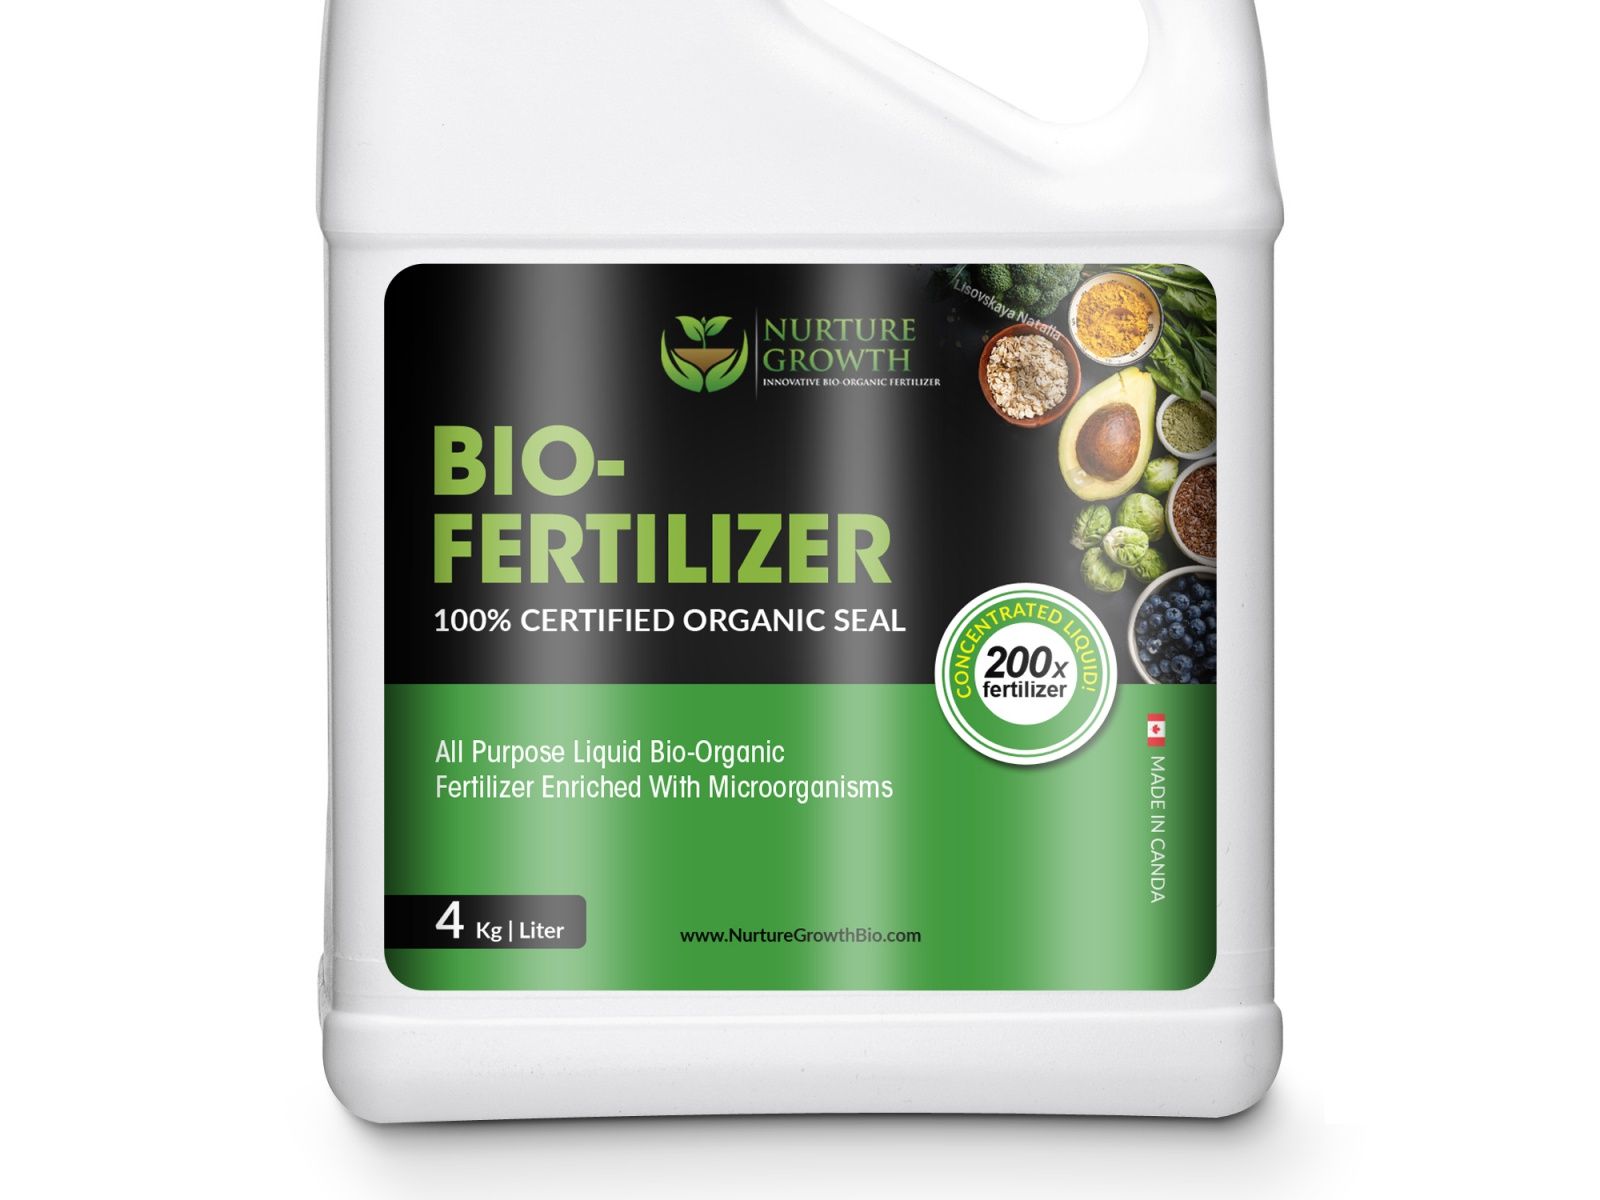 NURTURE
GROWTH
INNOVATIVE BIO-ORGANIC FERTILIZER
Lisovskaya Natalia
BIO-
FERTILIZER
100% CERTIFIED ORGANIC SEAL
CONCENTRATED LIQUID!
200x
fertilizer
All Purpose Liquid Bio-Organic
Fertilizer Enriched With Microorganisms
MADE IN CANDA
4 Kg | Liter
www.NurtureGrowthBio.com